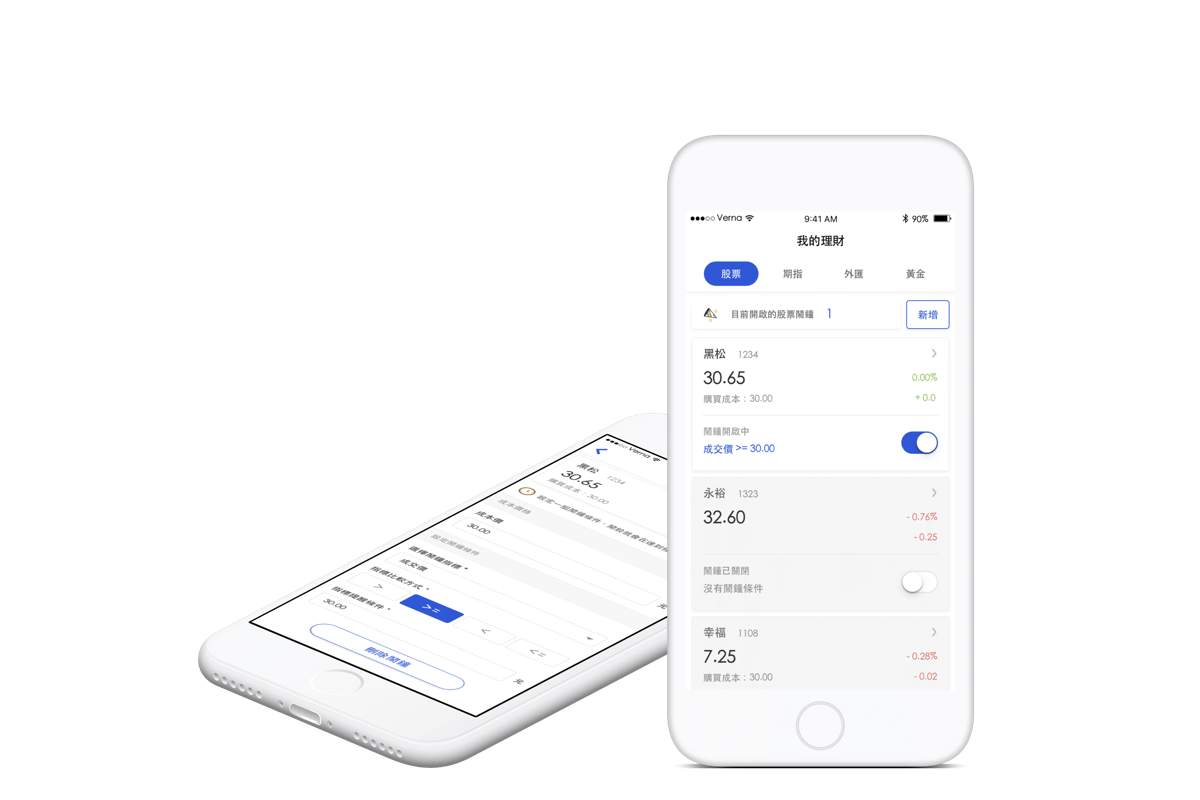 Verna 9:41 AM 90%
我的理財
股票 期指 外匯 黃金
目前開啟的股票鬧鐘 1 新增
黑松 1234
30.65 0.00%
購買成本：30.00 + 0.0
鬧鐘開啟中
成交價 >= 30.00
永裕 1323
32.60 - 0.76%
- 0.25
鬧鐘已關閉
沒有鬧鐘條件
幸福 1108
7.25 - 0.28%
購買成本：30.00 - 0.02
Verna
黑松 1234
30.65
購買成本：30.00
設定一組鬧鐘條件，鬧鈴就會在達到
成本價格
成本價
30.00 元
設定鬧鐘條件
選擇鬧鐘指標 *
成交價
指標比較方式 *
> >= < <=
指標提醒條件 *
30.00 元
刪除鬧鐘